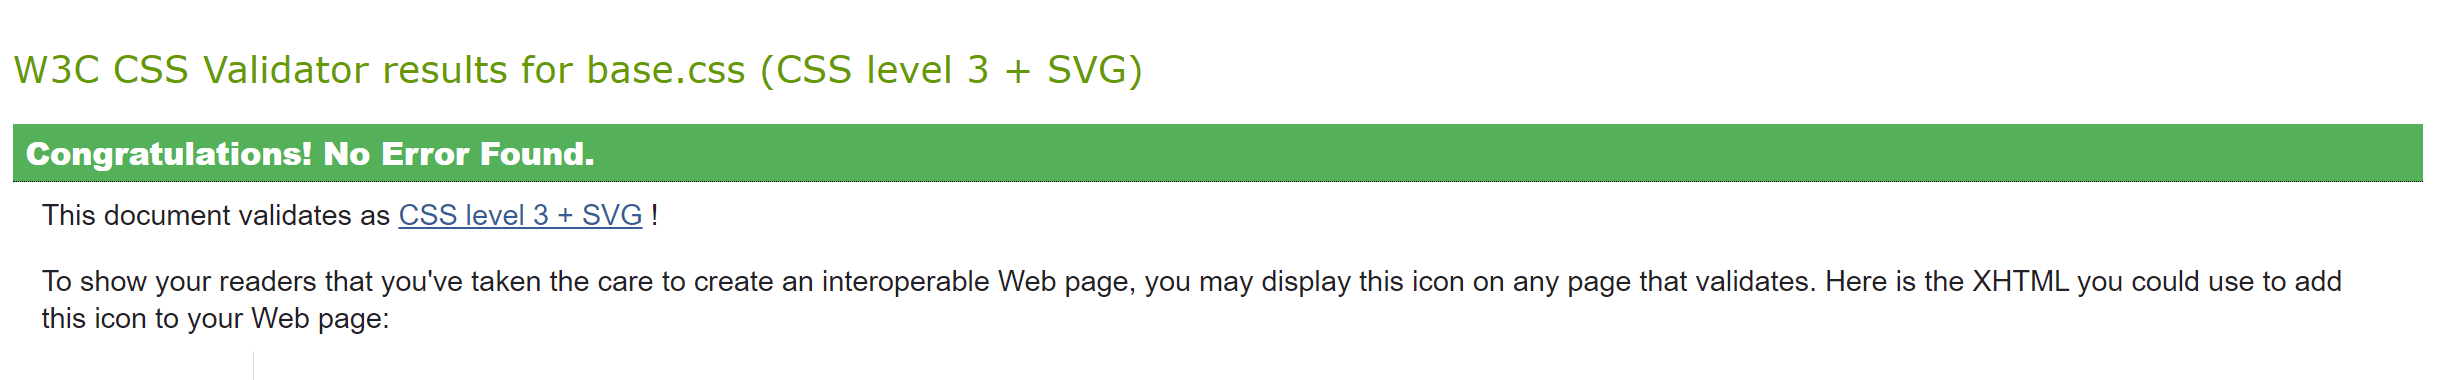 W3C CSS Validator results for base.css (CSS level 3 + SVG)
Congratulations! No Error Found.
This document validates as CSS level 3 + SVG !
To show your readers that you've taken the care to create an interoperable Web page, you may display this icon on any page that validates. Here is the XHTML you could use to add
this icon to your Web page: